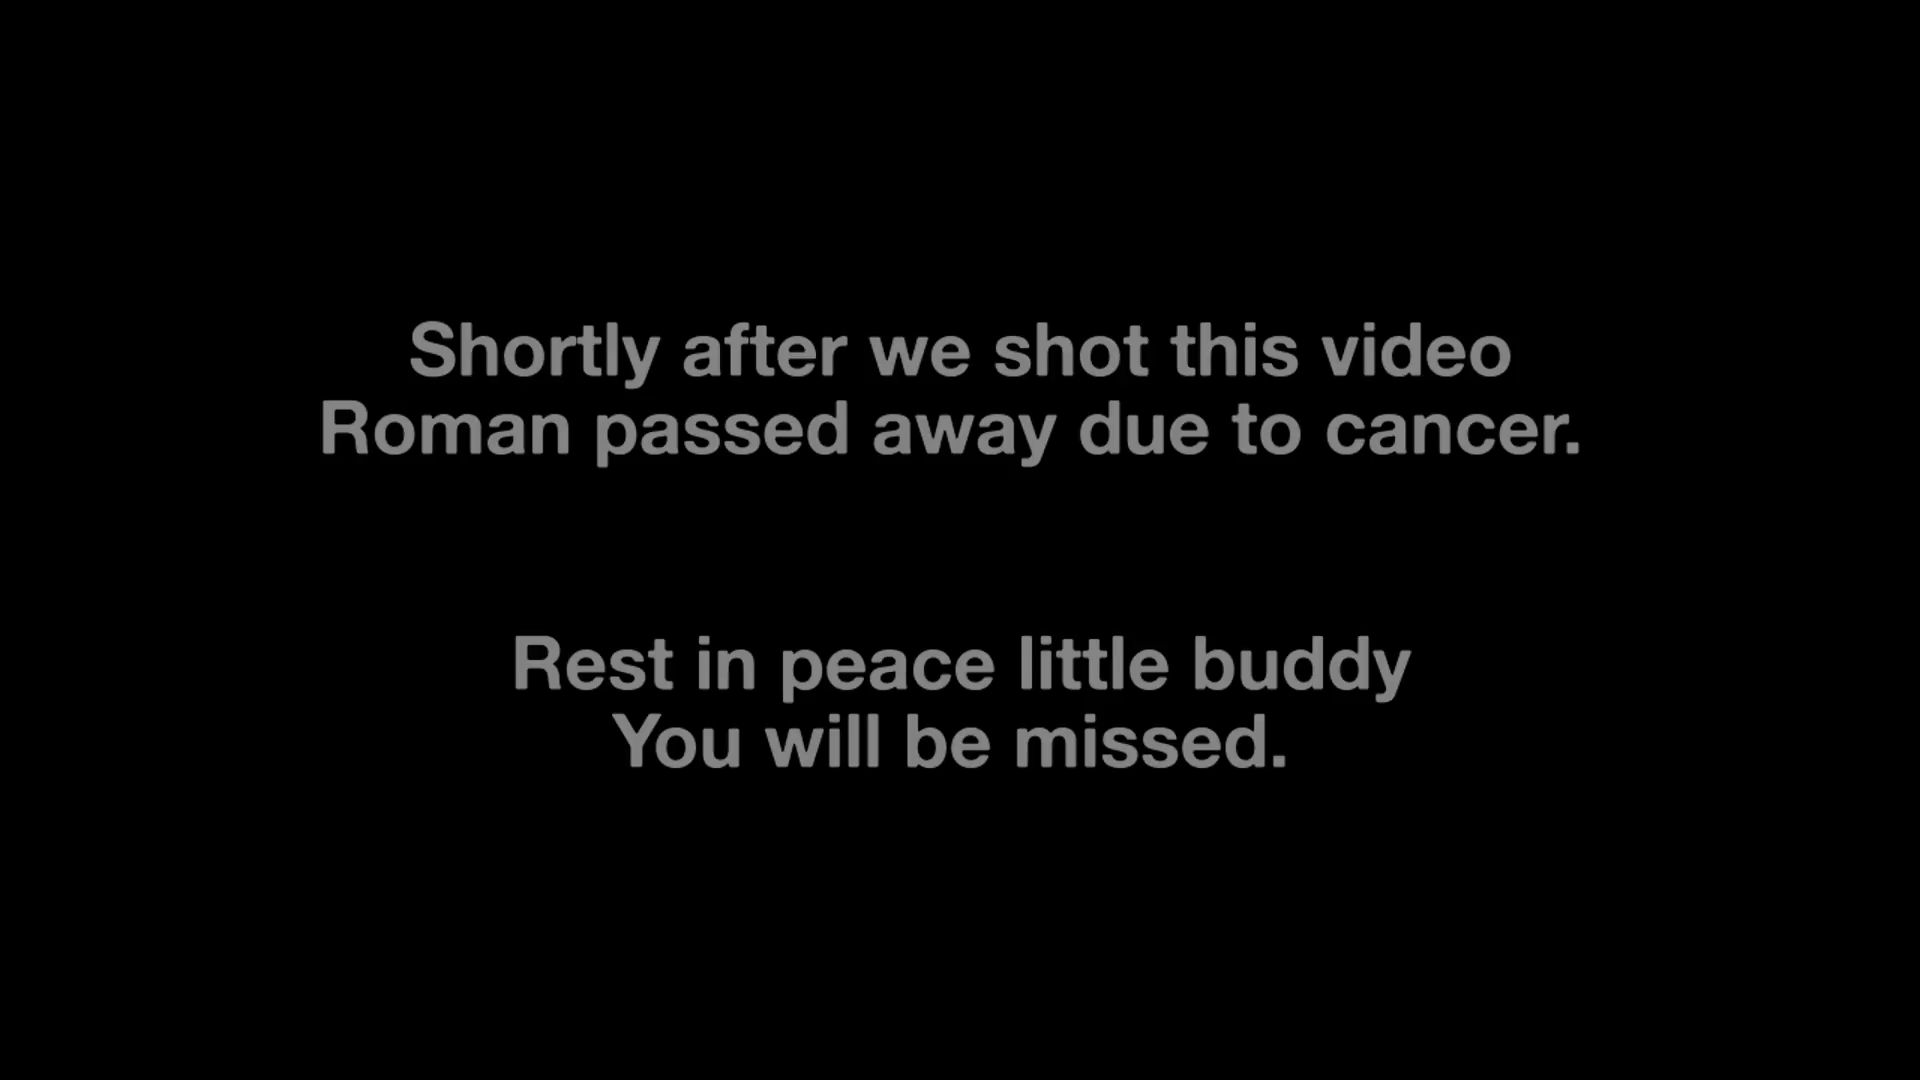 Shortly after we shot this video
Roman passed away due to cancer.
Rest in peace little buddy
You will be missed.